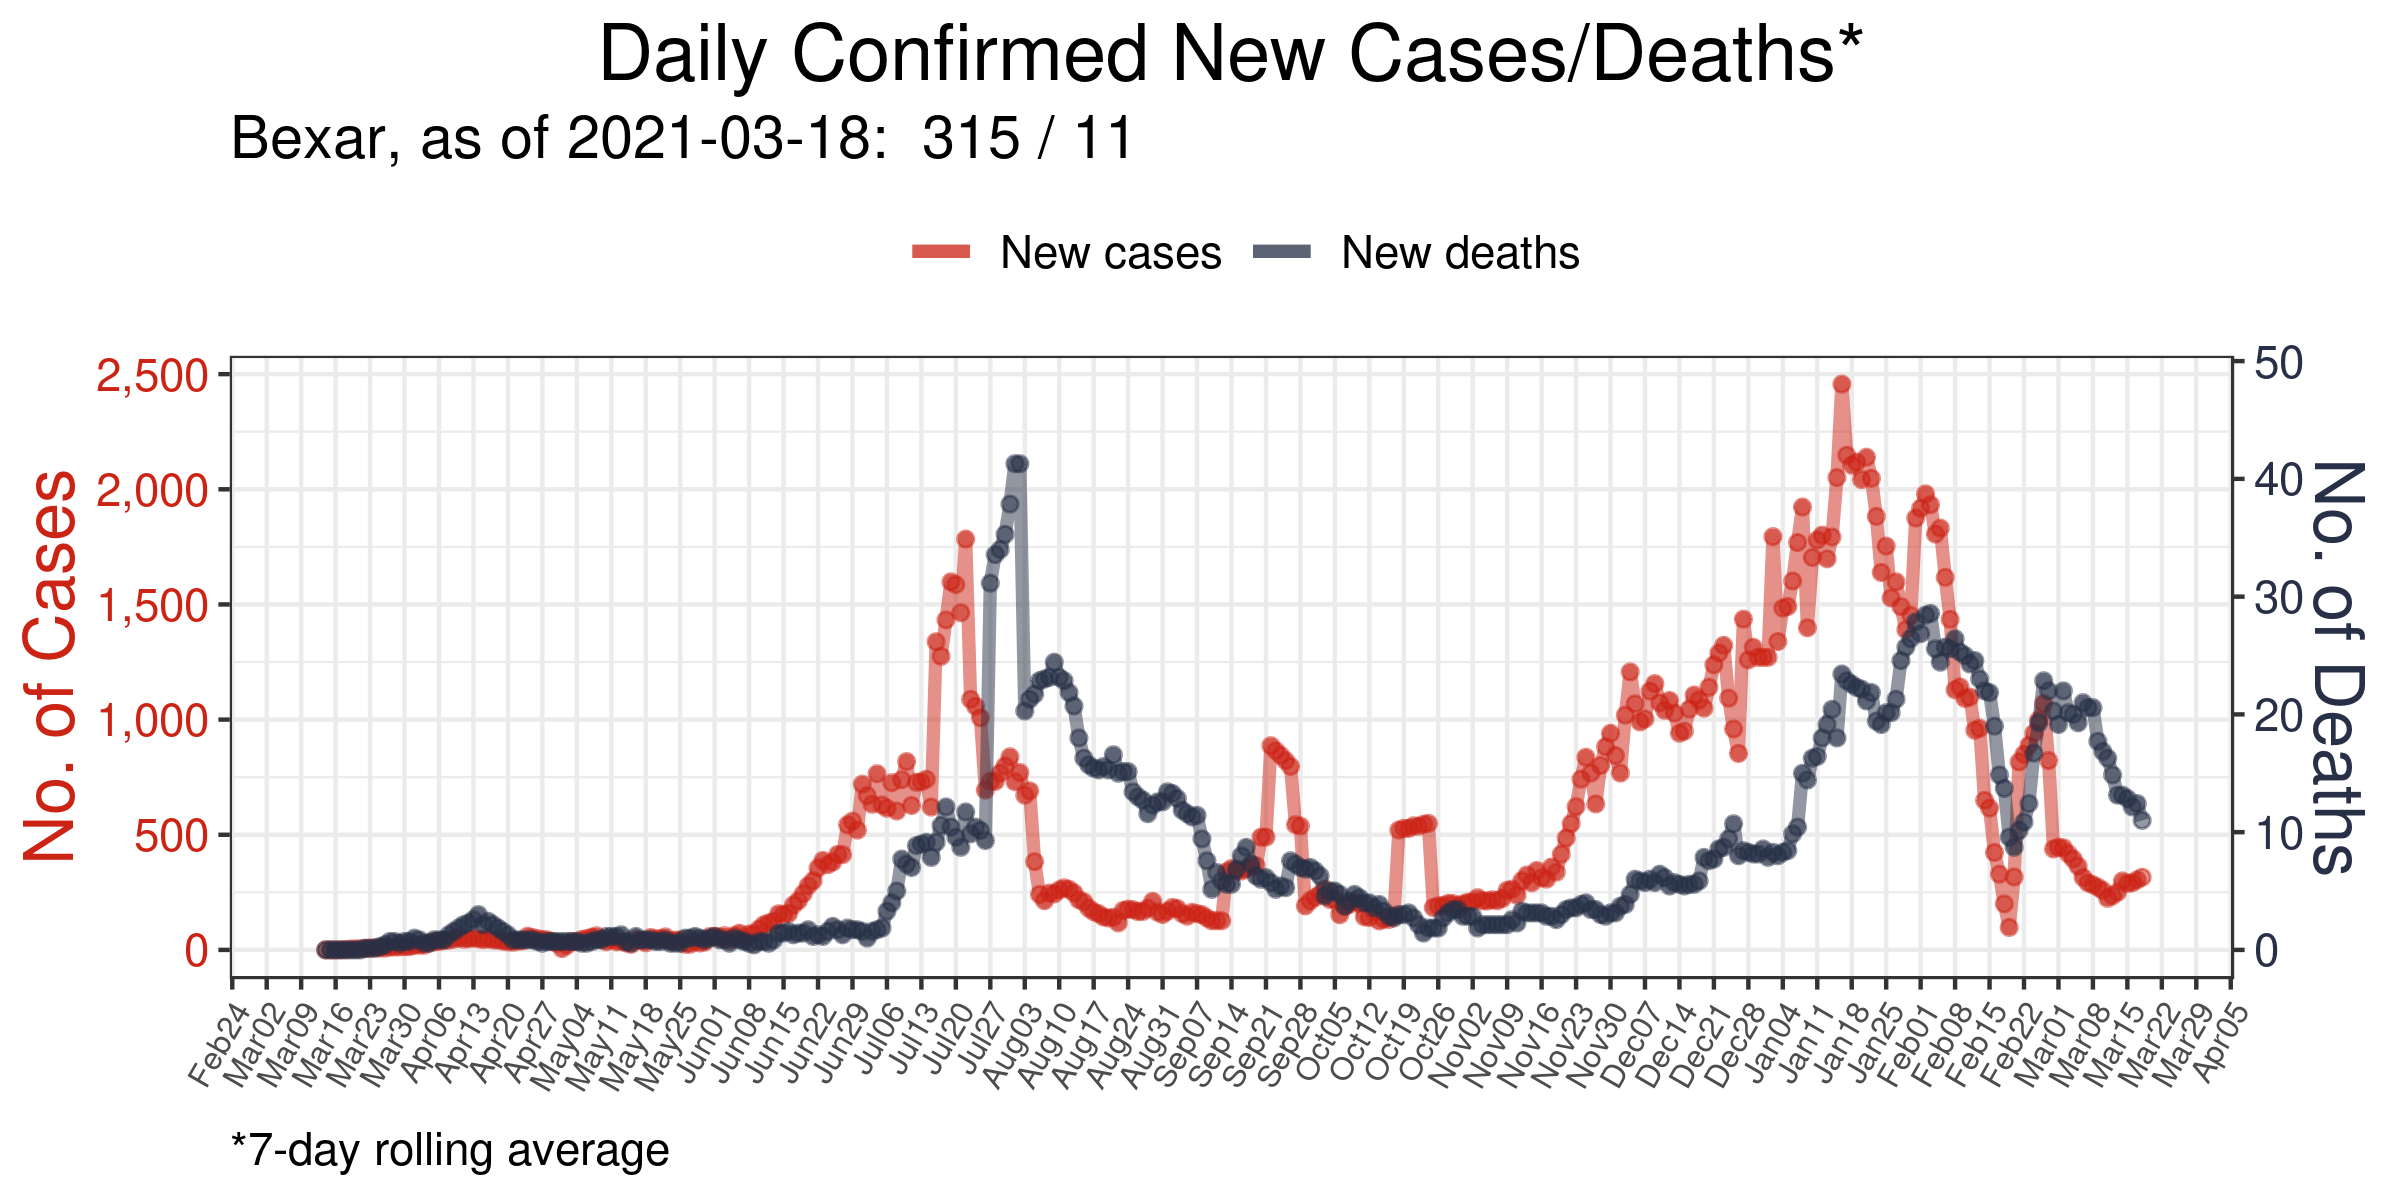 Daily Confirmed New Cases/Deaths*
Bexar, as of 2021-03-18:  315 / 11
New cases
New deaths
No. of Cases
2,500
2,000
1,500
1,000
500
0
50
40
30
20
10
0
No. of Deaths
Feb24
Mar02
Mar09
Mar16
Mar23
Mar30
Apr06
Apr13
Apr20
Apr27
May04
May11
May18
May25
Jun01
Jun08
Jun15
Jun22
Jun29
Jul06
Jul13
Jul20
Jul27
Aug03
Aug10
Aug17
Aug24
Aug31
Sep07
Sep14
Sep21
Sep28
Oct05
Oct12
Oct19
Oct26
Nov02
Nov09
Nov16
Nov23
Nov30
Dec07
Dec14
Dec21
Dec28
Jan04
Jan11
Jan18
Jan25
Feb01
Feb08
Feb15
Feb22
Mar01
Mar08
Mar15
Mar22
Mar29
Apr05
*7-day rolling average